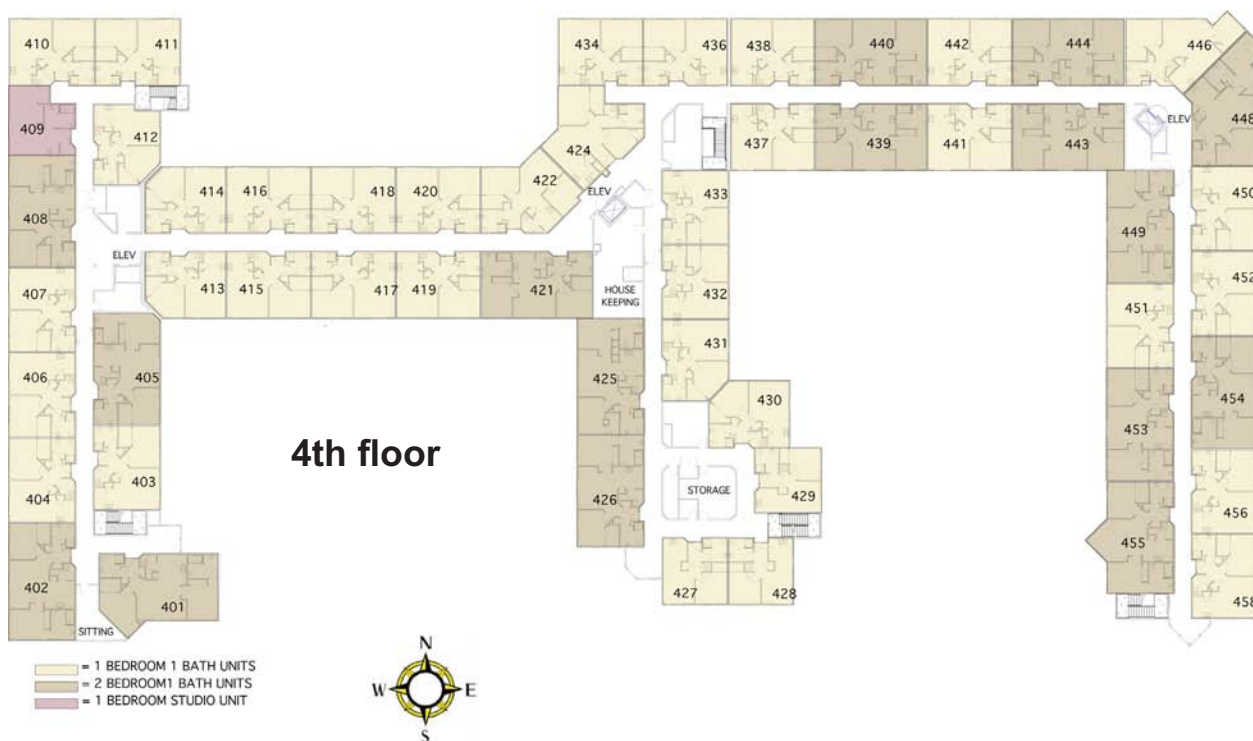 410 411 434 436 438 440 442 444 446
409 412 437 439 441 443 ELEV 448
424
408 414 416 418 420 422 ELEV 433 449 450
ELEV
407 413 415 417 419 421 HOUSE
KEEPING
432 451 452
406 405 425 431 454
430 453
4th floor
404 403 426 STORAGE 429 456
455
402 401 427 428 458
SITTING
= 1 BEDROOM 1 BATH UNITS
= 2 BEDROOM1 BATH UNITS
= 1 BEDROOM STUDIO UNIT
N
W E
S